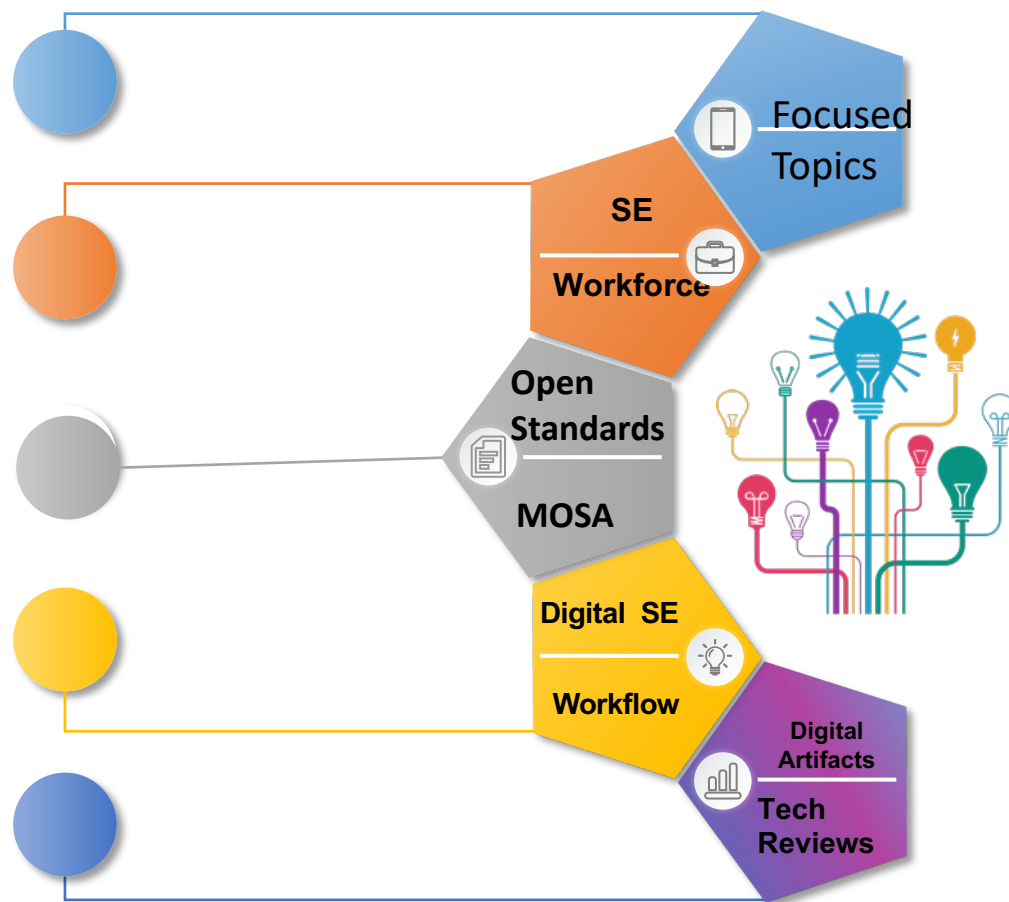 Focused
Topics
SE
Workforce
Open
Standards
MOSA
Digital SE
Workflow
Digital
Artifacts
Tech
Reviews